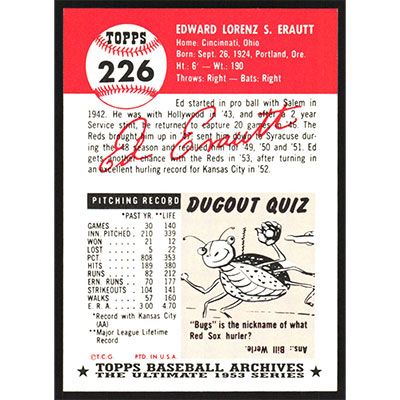 TOPPS
226
EDWARD LORENZ S. ERAUTT
Home: Cincinnati, Ohio
Born: Sept. 26, 1924, Portland, Ore.
Ht.: 6' - Wt.: 190
Throws: Right - Bats: Right
Ed started in pro ball with Salem in
1942. He was with Hollywood in '43, and after a 2 year
Service stint, he returned to capture 20 games in '46. The
Reds brought him up in '47 and sent him down to Syracuse
during the '48 season and recalled him for '49, '50 and '51. Ed
gets another chance with the Reds in '53, after turning in
an excellent hurling record for Kansas City in '52.
Ed Erautt
PITCHING RECORD
*PAST YR. **LIFE
GAMES 30 140
INN. PITCHED 210 339
WON 21 12
LOST 5 22
PCT. 808 353
HITS 189 380
RUNS 82 212
ERN. RUNS 70 177
STRIKEOUTS 104 141
WALKS 57 160
E.R.A. 3.00 4.70
*Record with Kansas City
(AA)
**Major League Lifetime
Record
© T.C.G. PTD. IN U.S.A.
DUGOUT QUIZ
"Bugs" is the nickname of what
Red Sox hurler?
Ans.: Bill Werle.
★ TOPPS BASEBALL ARCHIVES ★
THE ULTIMATE 1953 SERIES